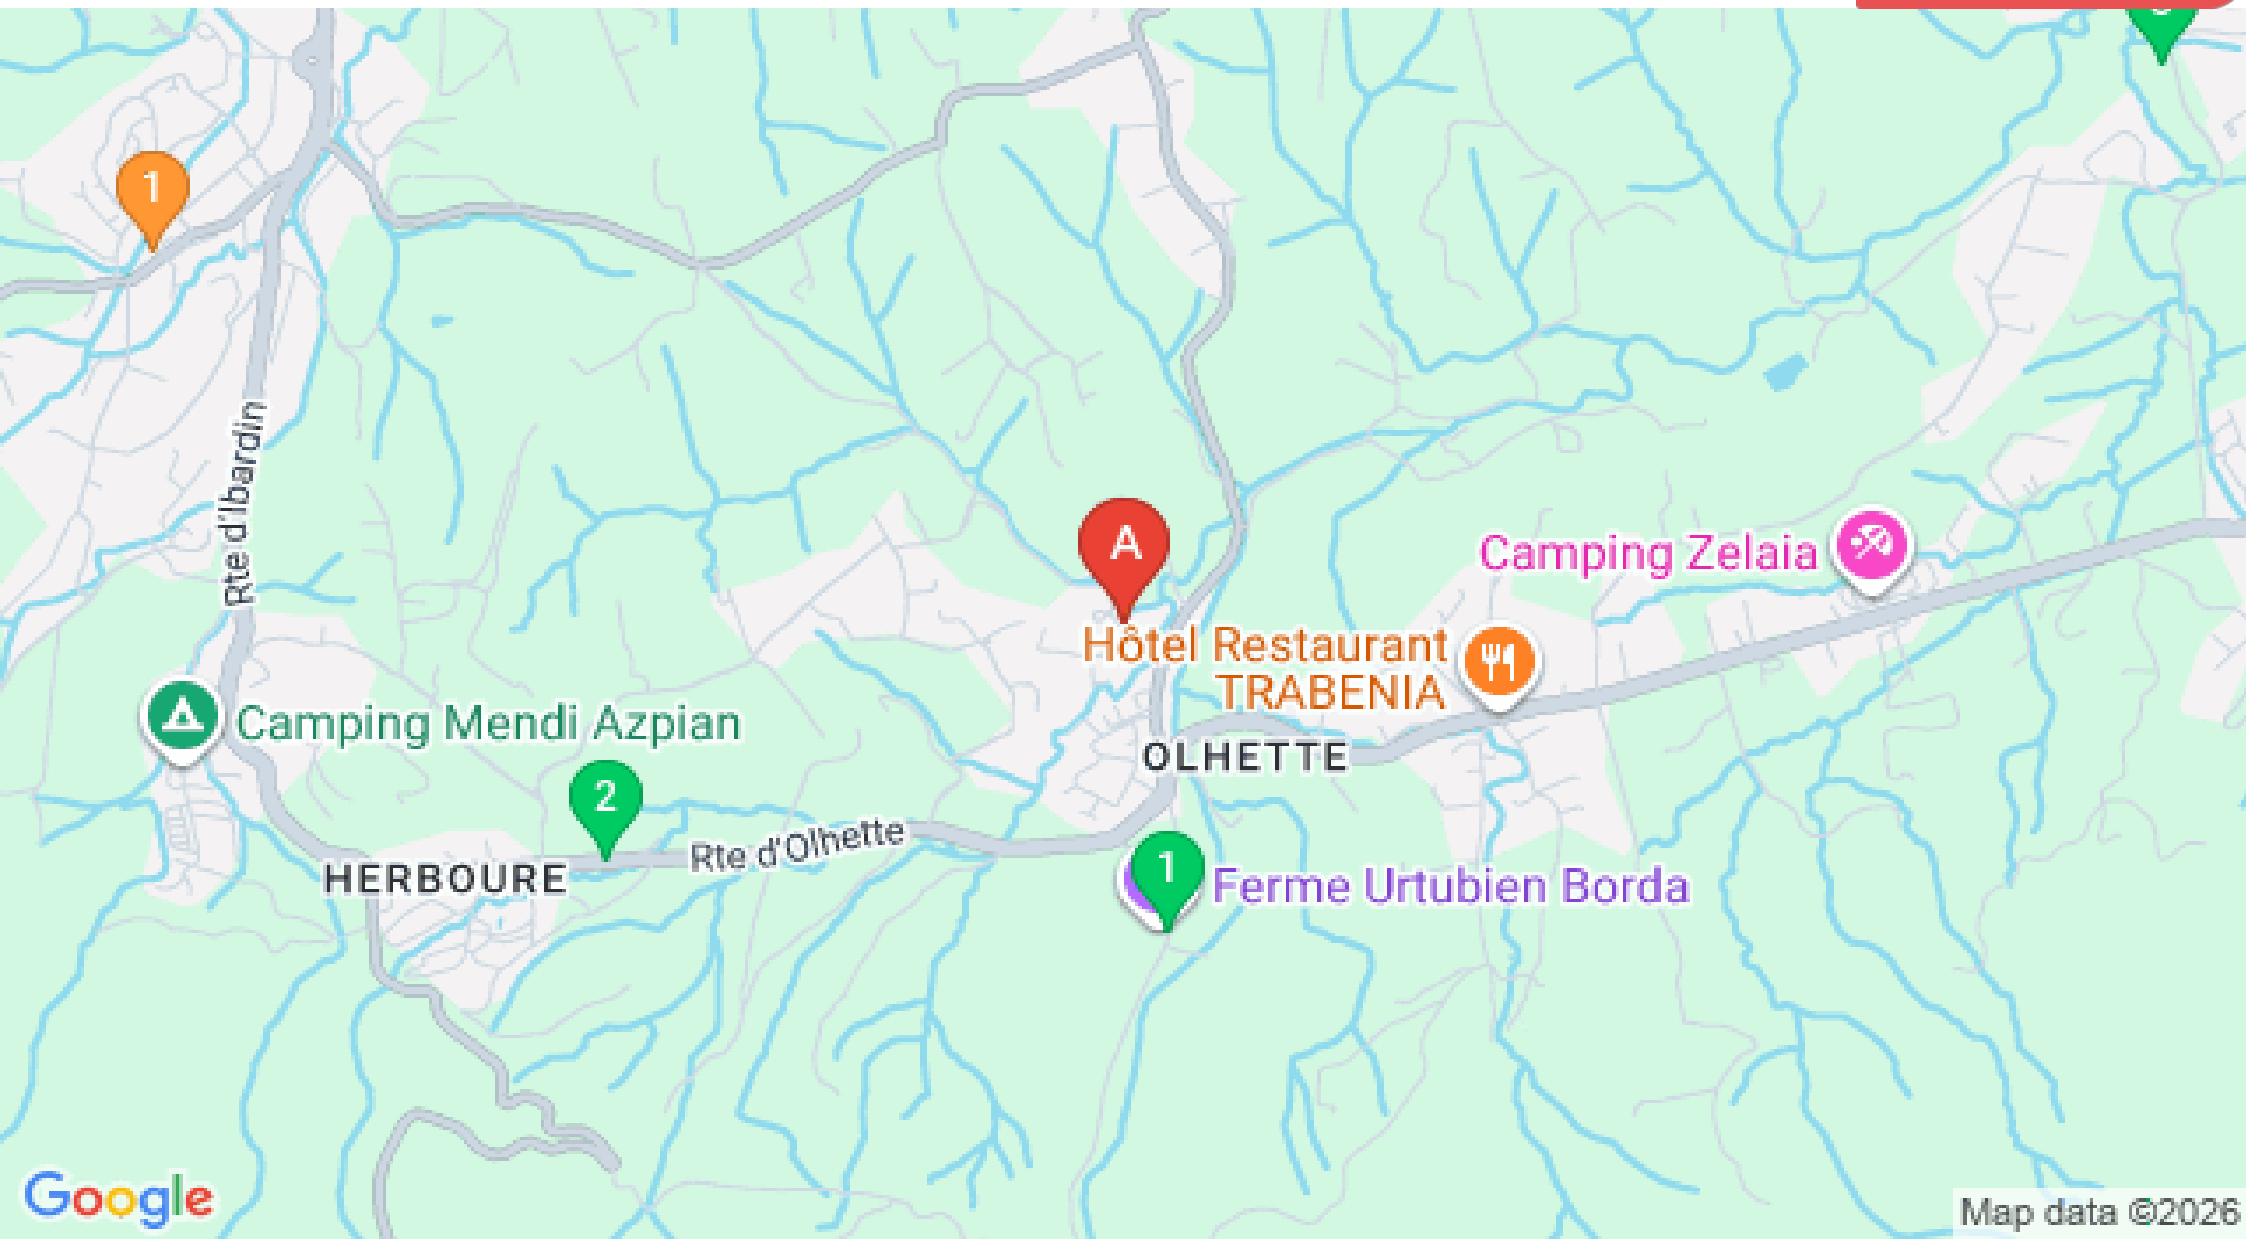 1
Rte d'Ibardin
A
Camping Zelaia
Hôtel Restaurant
TRABENIA
Camping Mendi Azpian
OLHETTE
2
Rte d'Olhette
HERBOURE
1
Ferme Urtubien Borda
Google
Map data ©2026